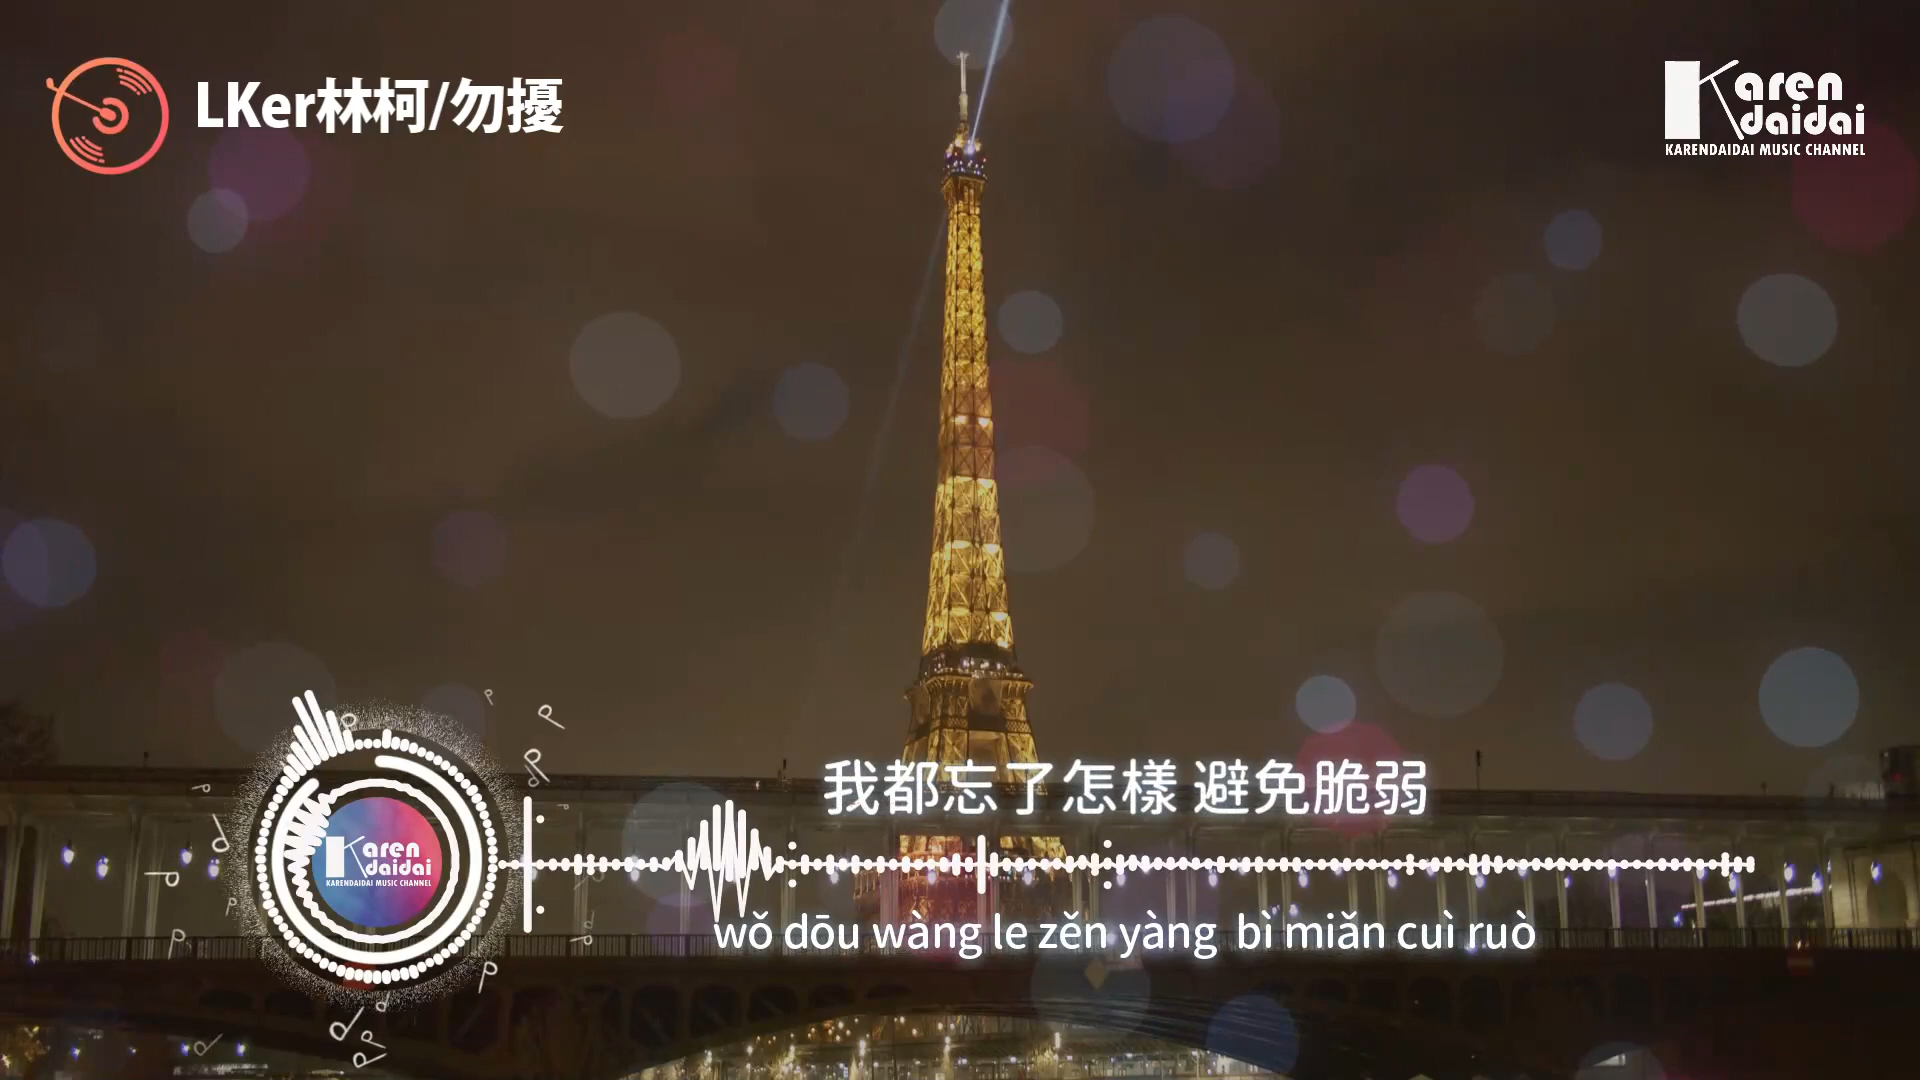 LKer林柯/勿擾
Karen
daidai
KARENDAIDAI MUSIC CHANNEL
我都忘了怎樣 避免脆弱
Karen
daidai
KARENDAIDAI MUSIC CHANNEL
wǒ dōu wàng le zěn yàng  bì miǎn cuì ruò